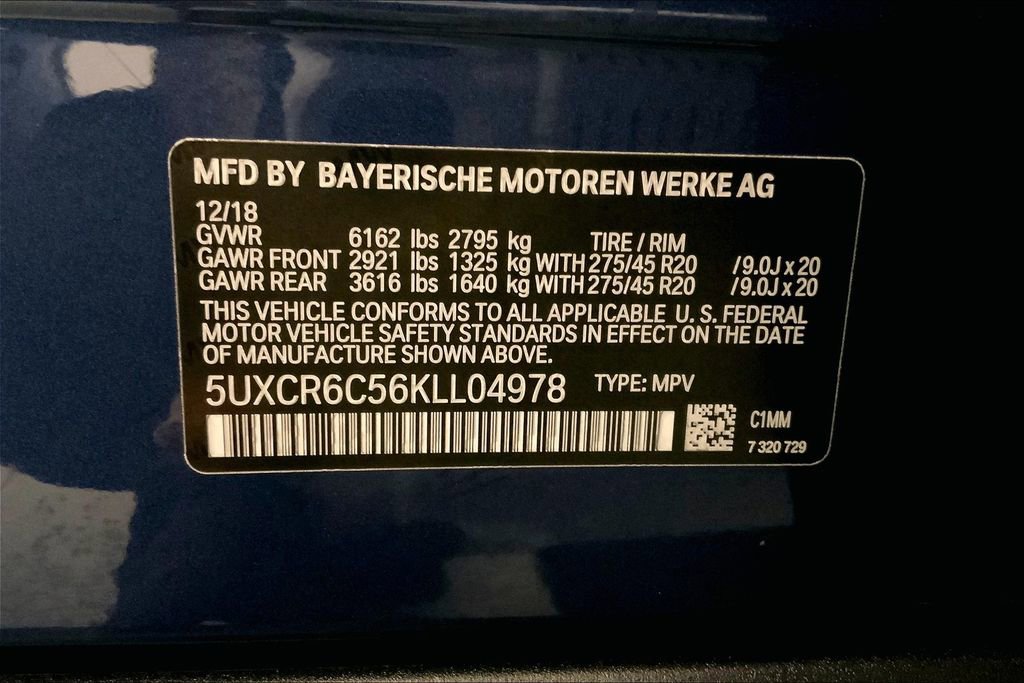 MFD BY BAYERISCHE MOTOREN WERKE AG
12/18
GVWR 6162 lbs 2795 kg TIRE / RIM
GAWR FRONT 2921 lbs 1325 kg WITH 275/45 R20 /9.0J x 20
GAWR REAR 3616 lbs 1640 kg WITH 275/45 R20 /9.0J x 20
THIS VEHICLE CONFORMS TO ALL APPLICABLE U. S. FEDERAL
MOTOR VEHICLE SAFETY STANDARDS IN EFFECT ON THE DATE
OF MANUFACTURE SHOWN ABOVE.
5UXCR6C56KLL04978 TYPE: MPV
C1MM
7 320 729